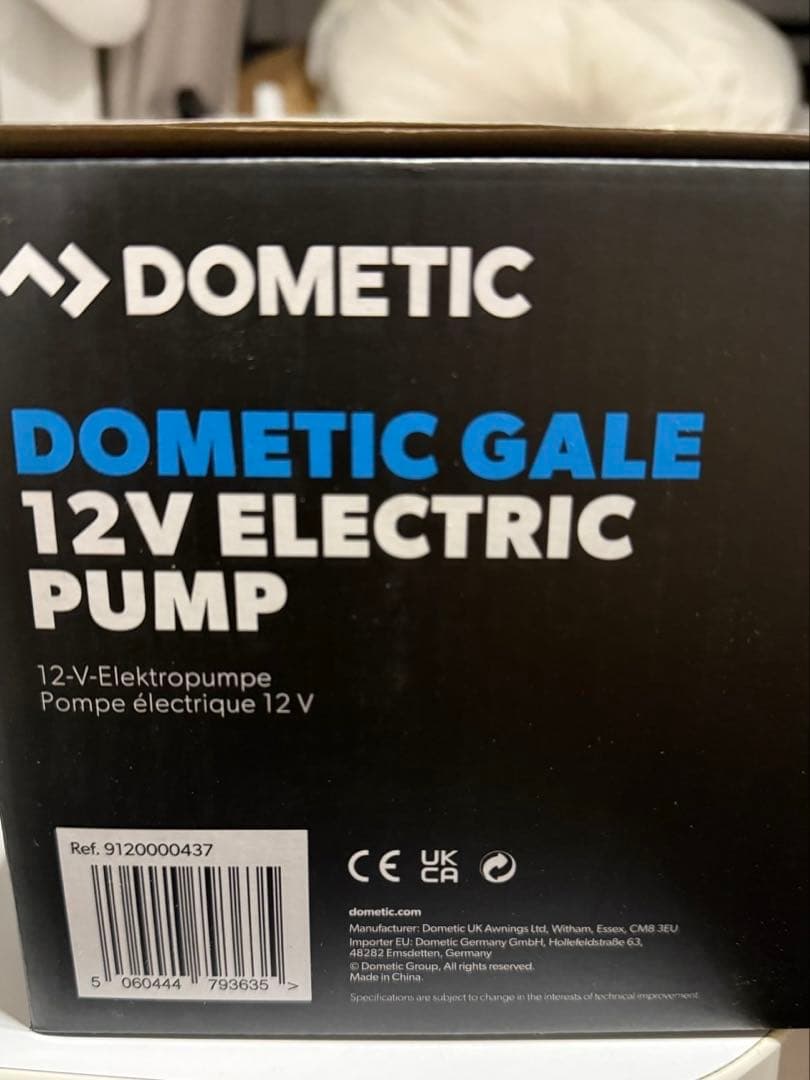 DOMETIC
DOMETIC GALE
12V ELECTRIC
PUMP
12-V-Elektropumpe
Pompe électrique 12 V
Ref. 9120000437
5 060444 793635 >
CE UK CA
dometic.com
Manufacturer: Dometic UK Awnings Ltd, Witham, Essex, CM8 3EU
Importer EU: Dometic Germany GmbH, Hollefeldstraße 63,
48282 Emsdetten, Germany
© Dometic Group, All rights reserved.
Made in China.
Specifications are subject to change in the interests of technical improvement